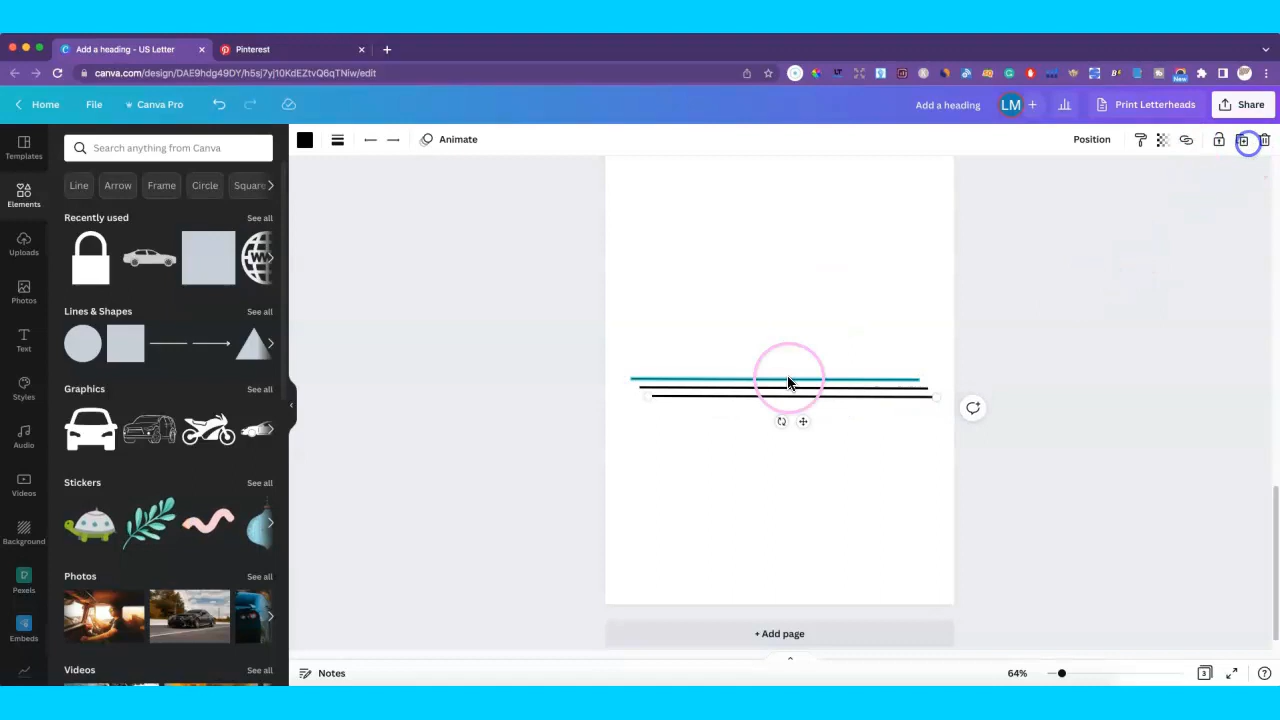 Add a heading - US Letter
Pinterest
canva.com/design/DAE9hdg49DY/h5sj7yj10KdEZtvQ6qTNiw/edit
New
Home
File
Canva Pro
Add a heading
LM
Print Letterheads
Share
Animate
Position
Templates
Elements
Uploads
Photos
Text
Styles
Audio
Videos
Background
Pexels
Embeds
Search anything from Canva
Line
Arrow
Frame
Circle
Square
Recently used
See all
Lines & Shapes
See all
Graphics
See all
Stickers
See all
Photos
See all
Videos
See all
+ Add page
Notes
64%
3